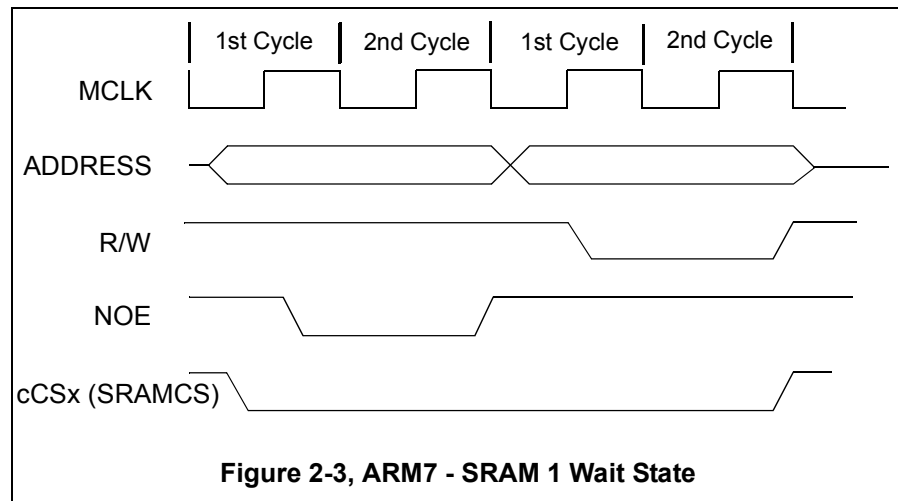 1st Cycle 2nd Cycle 1st Cycle 2nd Cycle
MCLK
ADDRESS
R/W
NOE
cCSx (SRAMCS)
Figure 2-3, ARM7 - SRAM 1 Wait State